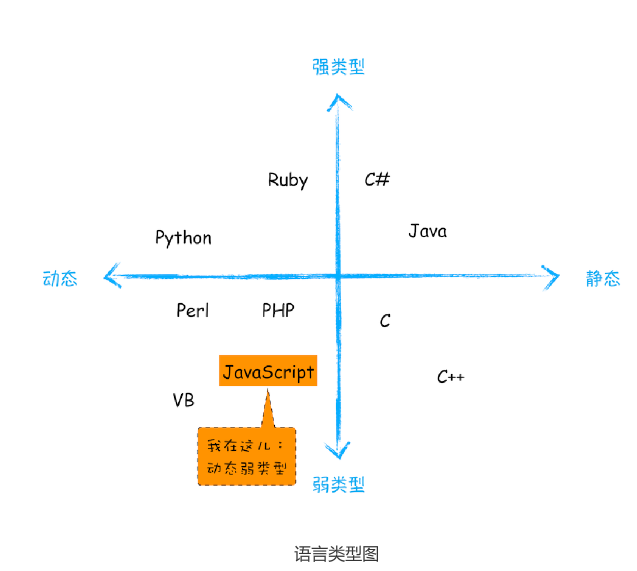 强类型
Ruby
C#
Java
Python
动态
静态
Perl
PHP
C
JavaScript
C++
VB
我在这儿：
动态弱类型
弱类型
语言类型图